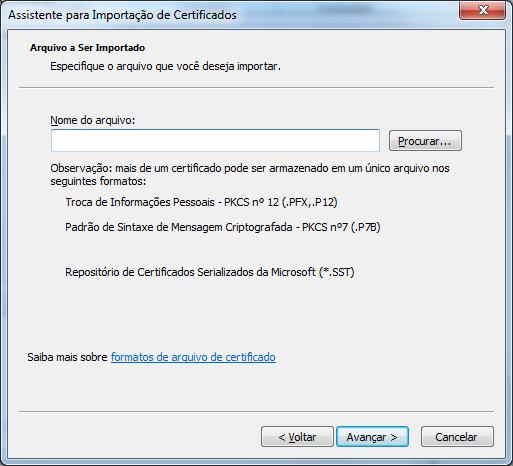 Assistente para Importação de Certificados
Arquivo a Ser Importado
Especifique o arquivo que você deseja importar.
Nome do arquivo:
Procurar...
Observação: mais de um certificado pode ser armazenado em um único arquivo nos
seguintes formatos:
Troca de Informações Pessoais - PKCS nº 12 (.PFX,.P12)
Padrão de Sintaxe de Mensagem Criptografada - PKCS nº7 (.P7B)
Repositório de Certificados Serializados da Microsoft (*.SST)
Saiba mais sobre formatos de arquivo de certificado
< Voltar Avançar > Cancelar